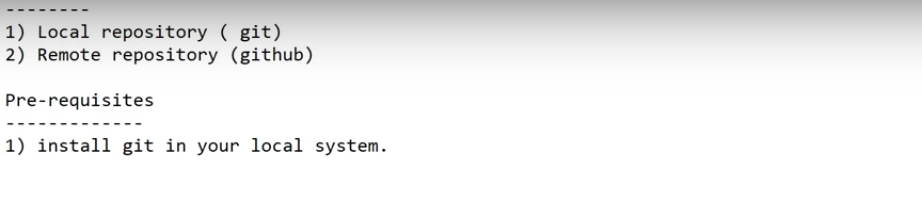 --------
1) Local repository ( git)
2) Remote repository (github)
Pre-requisites
-------------
1) install git in your local system.